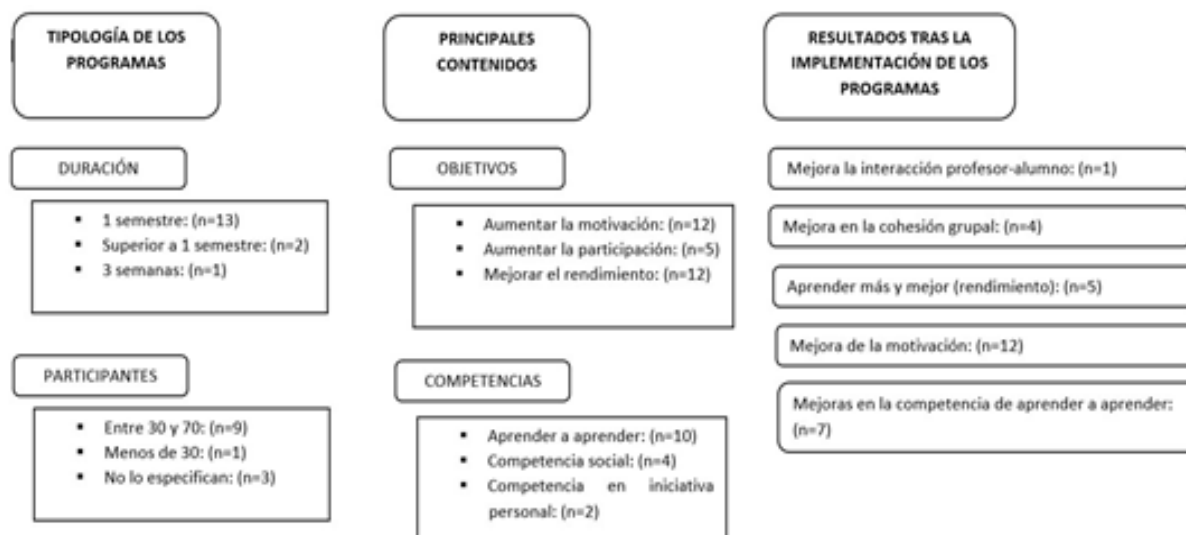 TIPOLOGÍA DE LOS
PROGRAMAS
DURACIÓN
▪ 1 semestre: (n=13)
▪ Superior a 1 semestre: (n=2)
▪ 3 semanas: (n=1)
PARTICIPANTES
▪ Entre 30 y 70: (n=9)
▪ Menos de 30: (n=1)
▪ No lo especifican: (n=3)
PRINCIPALES
CONTENIDOS
OBJETIVOS
▪ Aumentar la motivación: (n=12)
▪ Aumentar la participación: (n=5)
▪ Mejorar el rendimiento: (n=12)
COMPETENCIAS
▪ Aprender a aprender: (n=10)
▪ Competencia social: (n=4)
▪ Competencia en iniciativa
personal: (n=2)
RESULTADOS TRAS LA
IMPLEMENTACIÓN DE LOS
PROGRAMAS
Mejora la interacción profesor-alumno: (n=1)
Mejora en la cohesión grupal: (n=4)
Aprender más y mejor (rendimiento): (n=5)
Mejora de la motivación: (n=12)
Mejoras en la competencia de aprender a aprender:
(n=7)